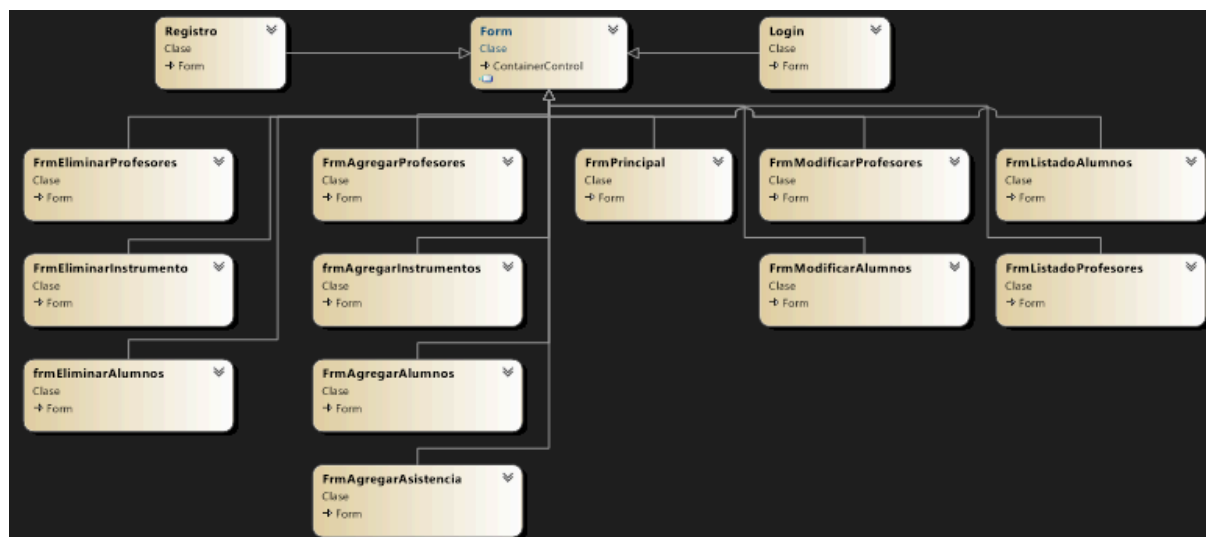 Registro
Clase
Form
Form
Clase
ContainerControl
Login
Clase
Form
FrmEliminarProfesores
Clase
Form
FrmAgregarProfesores
Clase
Form
FrmPrincipal
Clase
Form
FrmModificarProfesores
Clase
Form
FrmListadoAlumnos
Clase
Form
FrmEliminarInstrumento
Clase
Form
frmAgregarInstrumentos
Clase
Form
FrmModificarAlumnos
Clase
Form
FrmListadoProfesores
Clase
Form
frmEliminarAlumnos
Clase
Form
FrmAgregarAlumnos
Clase
Form
FrmAgregarAsistencia
Clase
Form